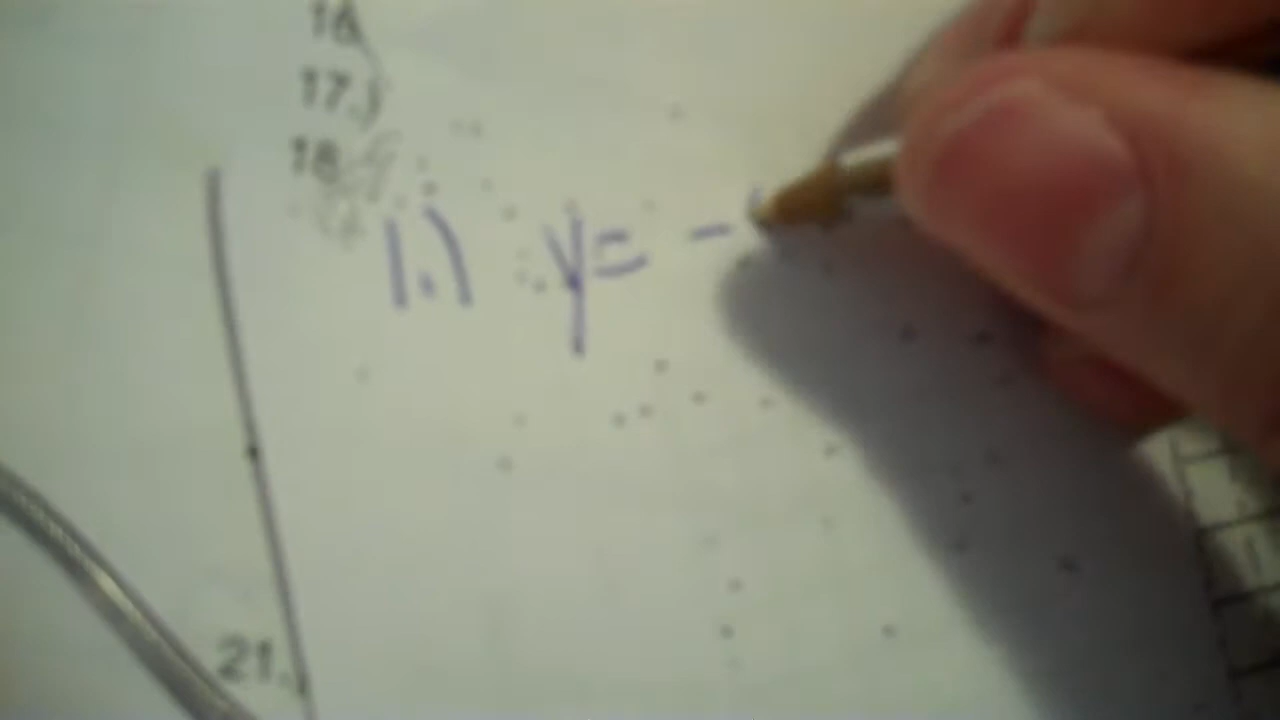 16.
17.)
18.
1.) y= -
21.